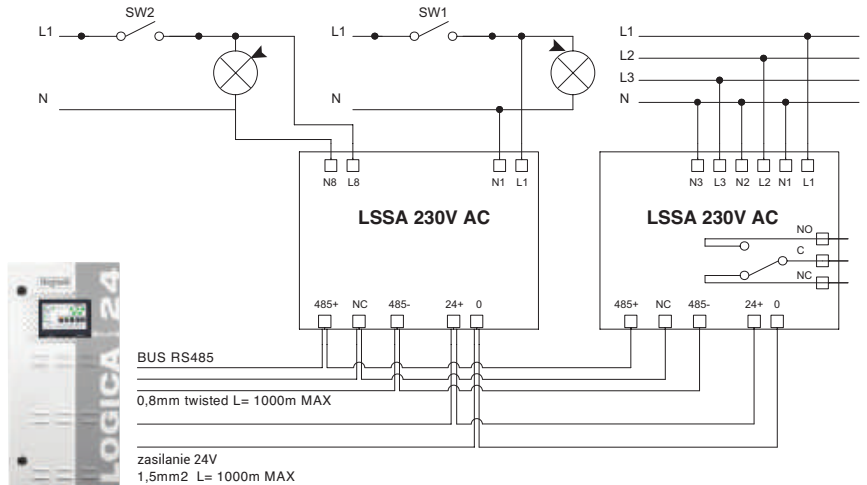 SW2
SW1
L1
L1
L1
L2
L3
N
N
N
N8 L8
N1 L1
N3 L3 N2 L2 N1 L1
LSSA 230V AC
LSSA 230V AC
NO
C
NC
485+ NC 485- 24+ 0
485+ NC 485- 24+ 0
LOGICA 24
BUS RS485
0,8mm twisted L= 1000m MAX
zasilanie 24V
1,5mm2 L= 1000m MAX